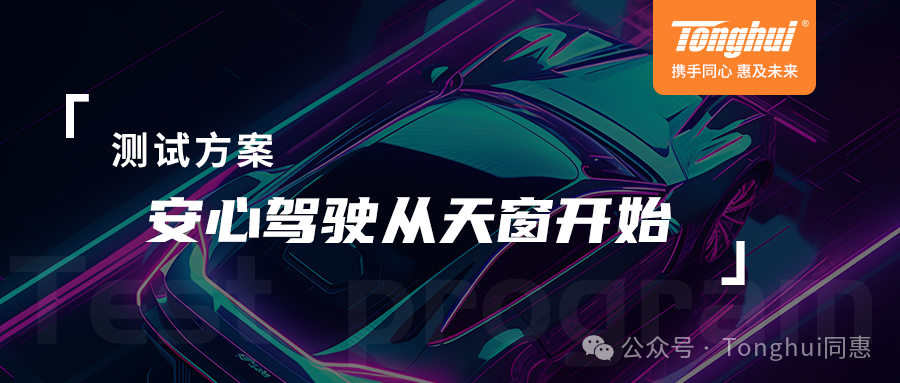 Tonghui®
携手同心 惠及未来
「
测试方案
安心驾驶从天窗开始
」
Test program
公众号 · Tonghui同惠